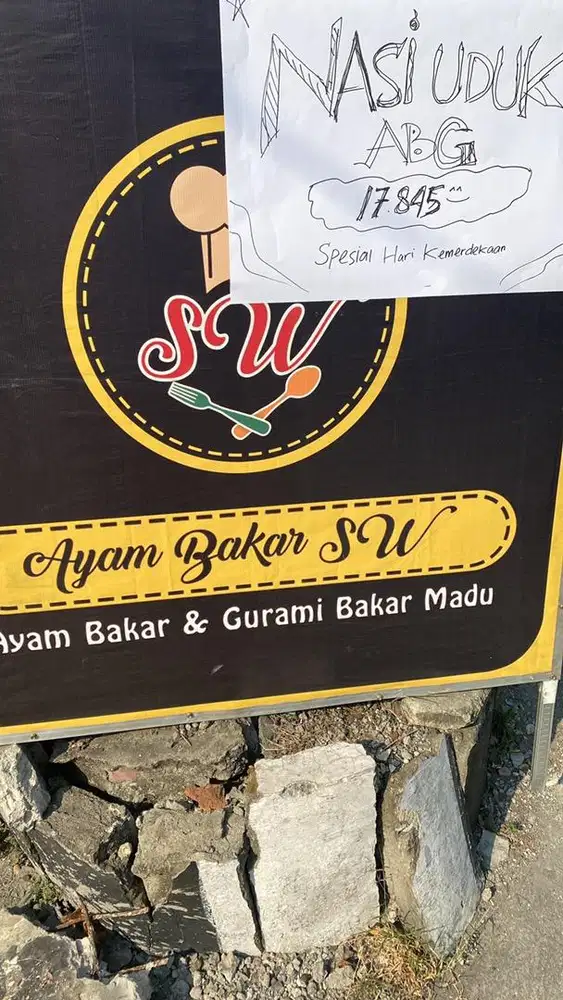 NASi UDUK
ABG
17.845
Spesial Hari Kemerdekaan
SW
Ayam Bakar SW
Ayam Bakar & Gurami Bakar Madu